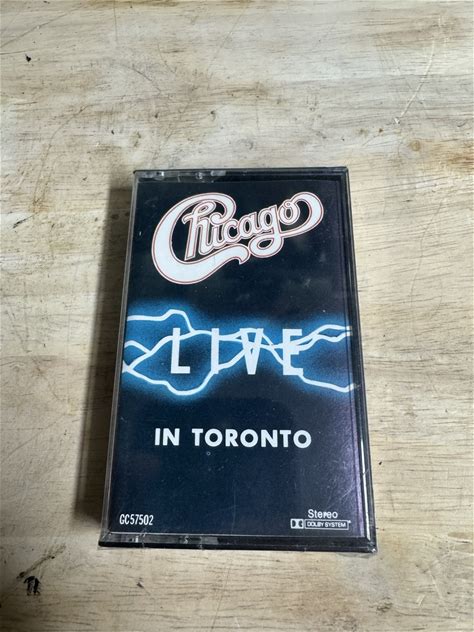 Chicago
LIVE
IN TORONTO
GC57502
Stereo
DOLBY SYSTEM